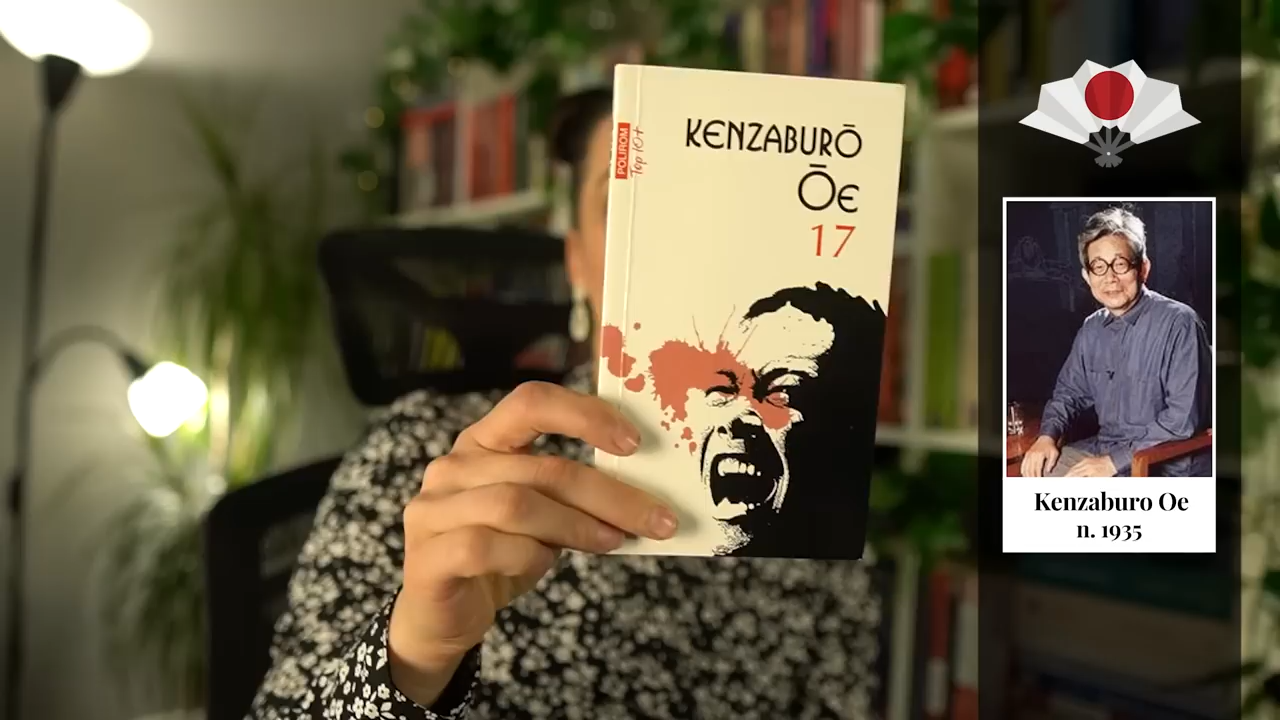 KENZABURŌ
ŌE
17
POLIROM
Top 10+
Kenzaburo Oe
n. 1935